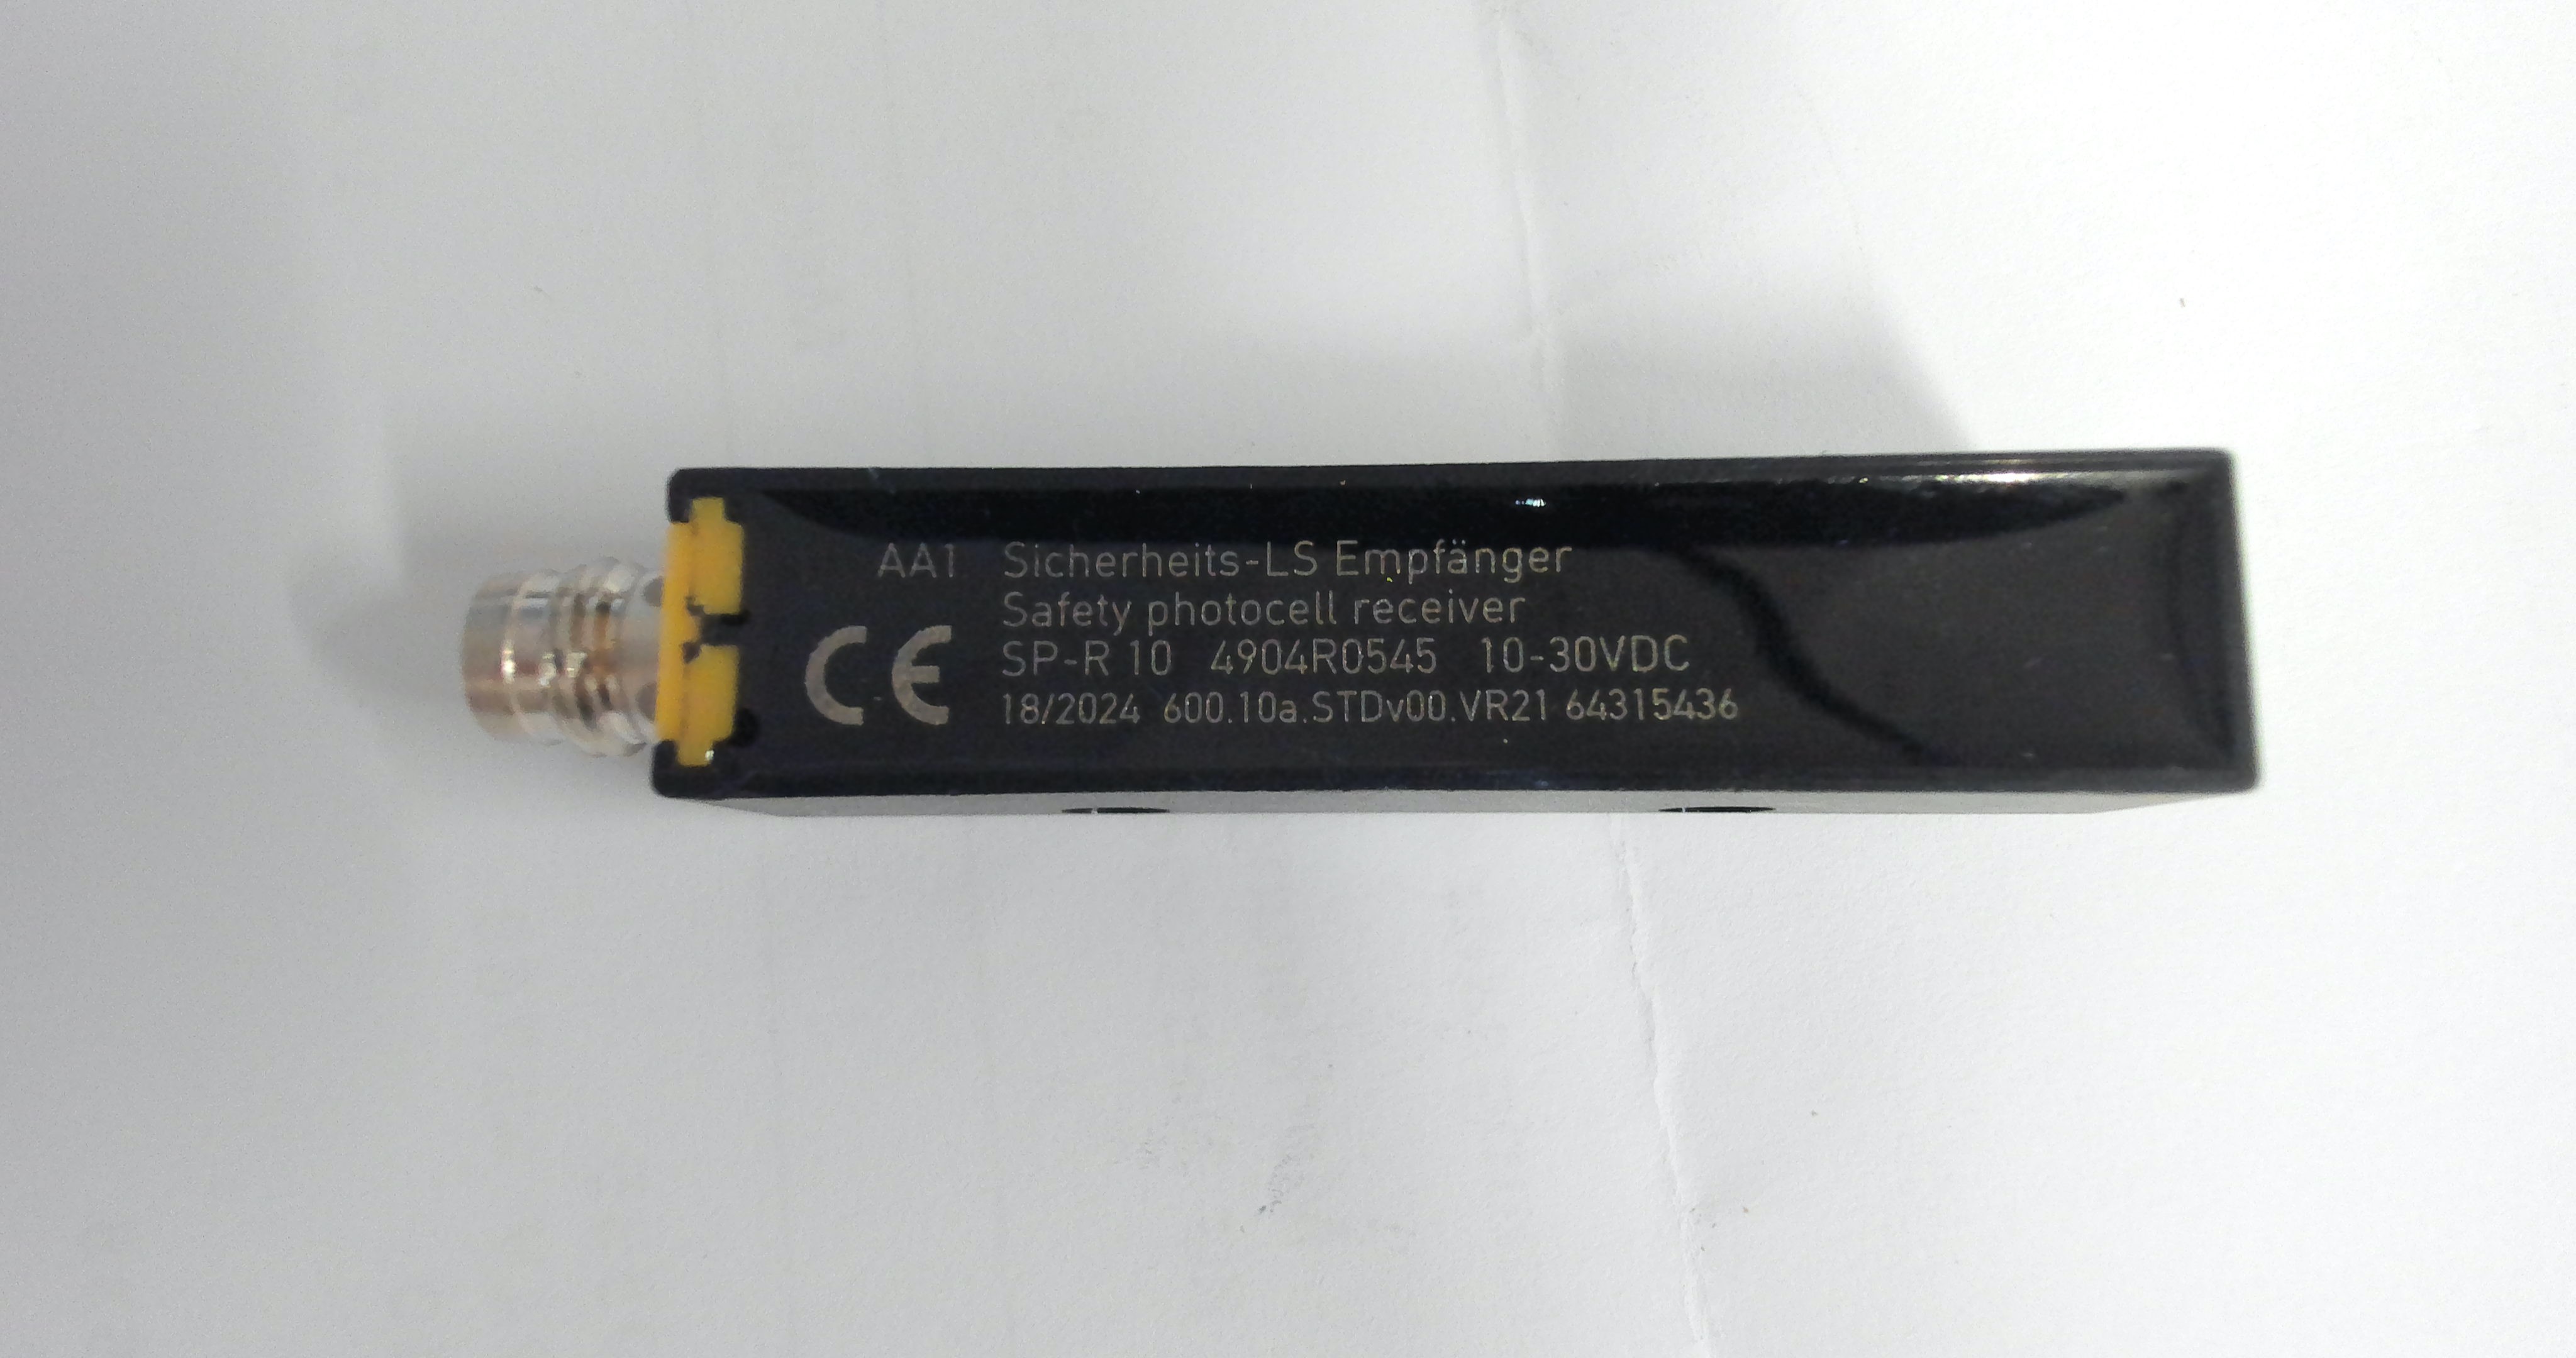 AA1 Sicherheits-LS Empfänger
Safety photocell receiver
CE SP-R 10 4904R0545 10-30VDC
18/2024 600.10a.STDv00.VR21 64315436